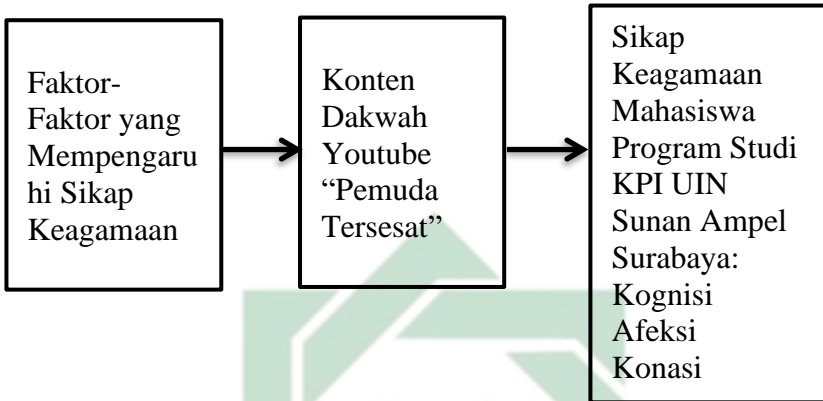 Faktor-
Faktor yang
Mempengaru
hi Sikap
Keagamaan
Konten
Dakwah
Youtube
“Pemuda
Tersesat”
Sikap
Keagamaan
Mahasiswa
Program Studi
KPI UIN
Sunan Ampel
Surabaya:
Kognisi
Afeksi
Konasi